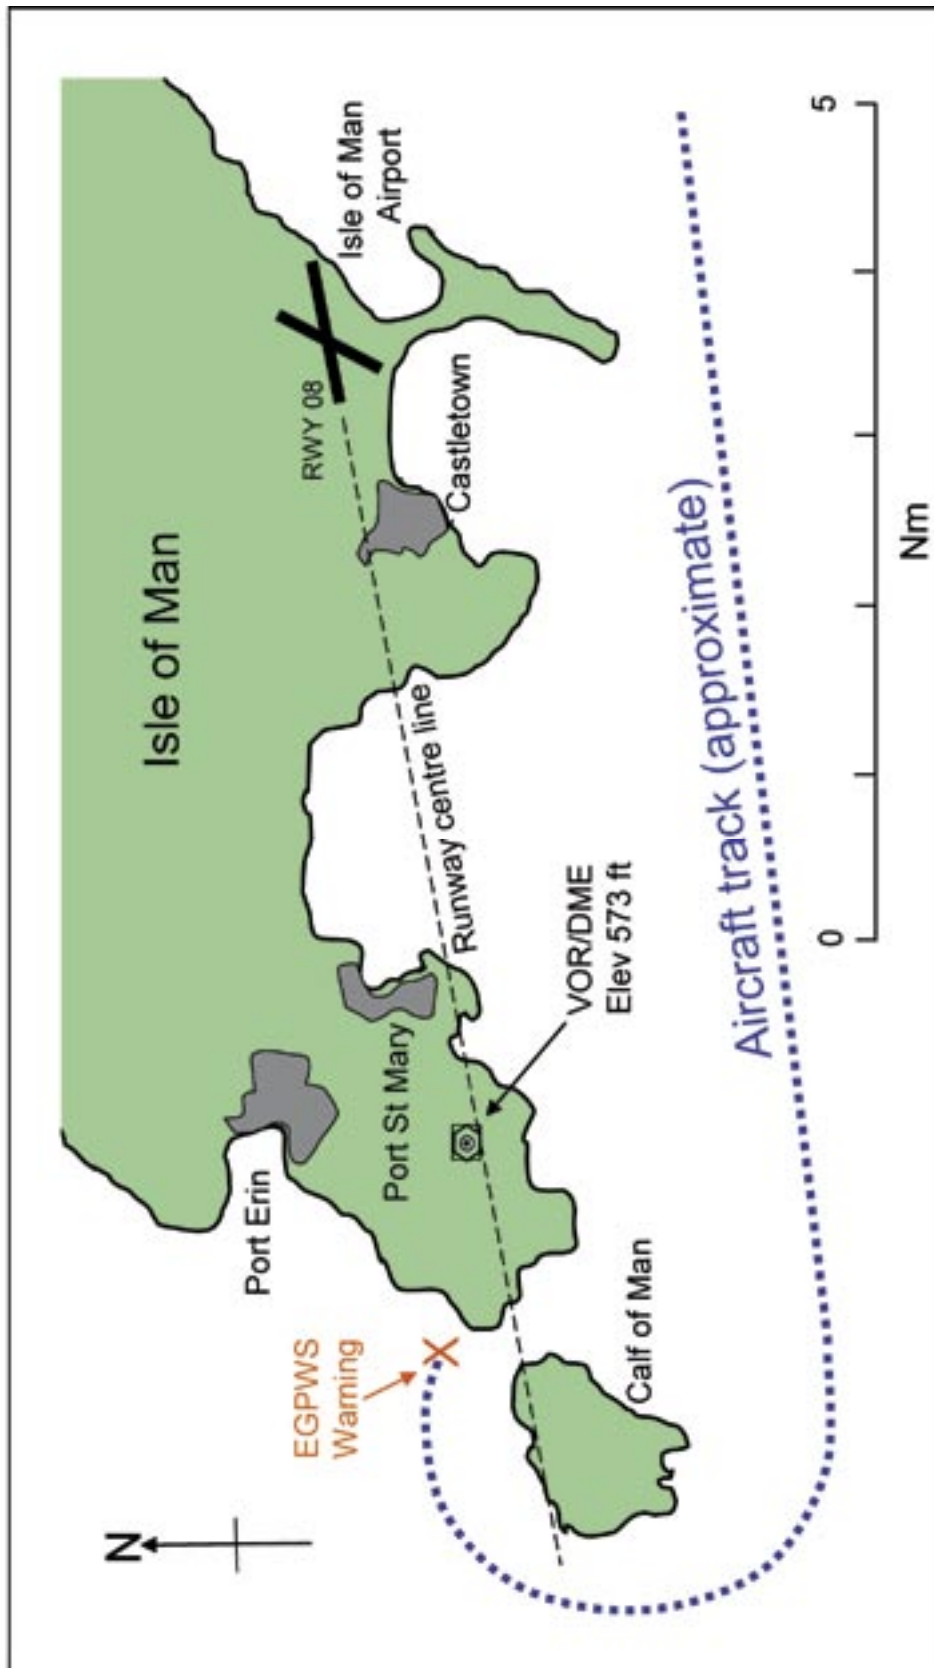 N
Isle of Man
Isle of Man
Airport
RWY 08
Castletown
Runway centre line
Port Erin
Port St Mary
EGPWS
Warning
VOR/DME
Elev 573 ft
Calf of Man
Aircraft track (approximate)
0
5
Nm